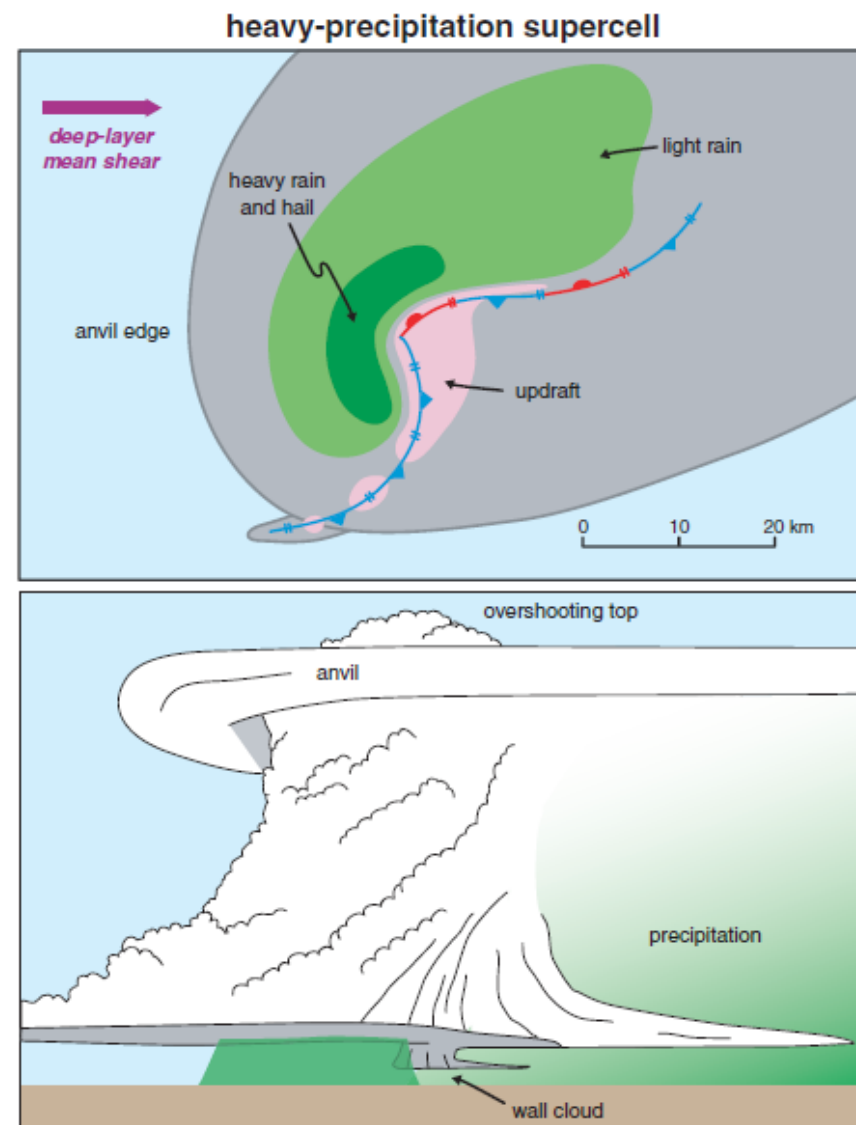 heavy-precipitation supercell
deep-layer
mean shear
heavy rain
and hail
light rain
anvil edge
updraft
0 10 20 km
overshooting top
anvil
precipitation
wall cloud